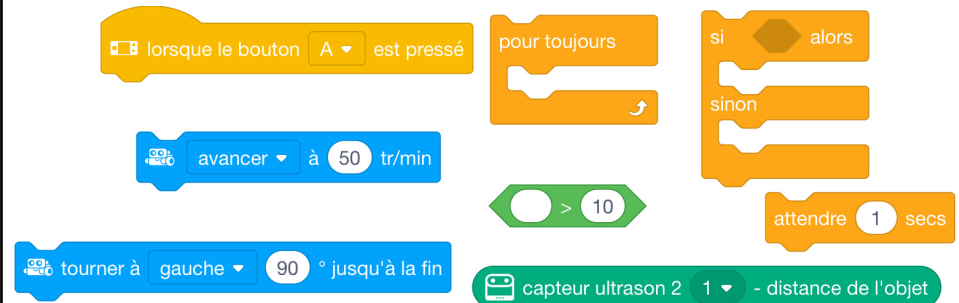 lorsque le bouton A est pressé
pour toujours
si alors
sinon
avancer à 50 tr/min
> 10
attendre 1 secs
tourner à gauche 90 ° jusqu'à la fin
capteur ultrason 2 1 - distance de l'objet